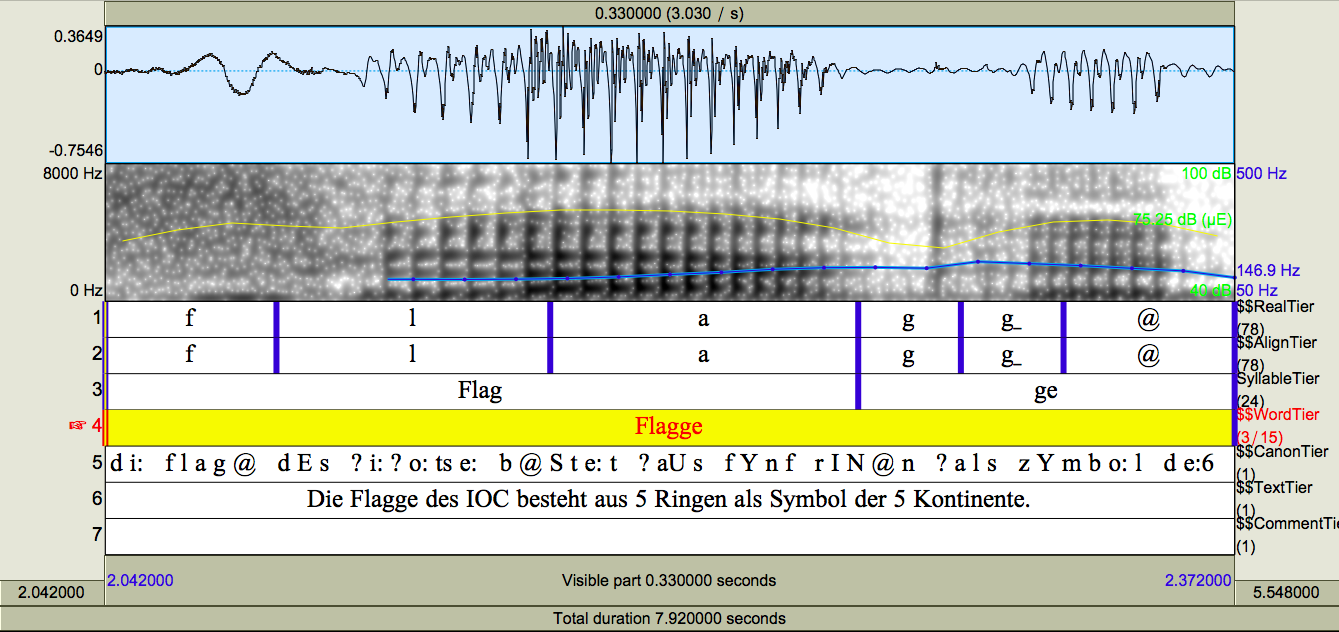 0.330000 (3.030 / s)
0.3649
0
-0.7546
8000 Hz
100 dB 500 Hz
75.25 dB (µE)
146.9 Hz
0 Hz
40 dB 50 Hz
1 f l a g g_ @ $$RealTier
(78)
2 f l a g g_ @ $$AlignTier
(78)
3 Flag ge SyllableTier
(24)
4 Flagge $$WordTier
(3/15)
5 d i: f l a g @ d E s ? i: ? o: ts e: b @ S t e: t ? aU s f Y n f r I N @ n ? a l s z Y m b o: l d e:6 $$CanonTier
(1)
6 Die Flagge des IOC besteht aus 5 Ringen als Symbol der 5 Kontinente. $$TextTier
(1)
7 $$CommentTie
(1)
2.042000 Visible part 0.330000 seconds 2.372000
2.042000 5.548000
Total duration 7.920000 seconds